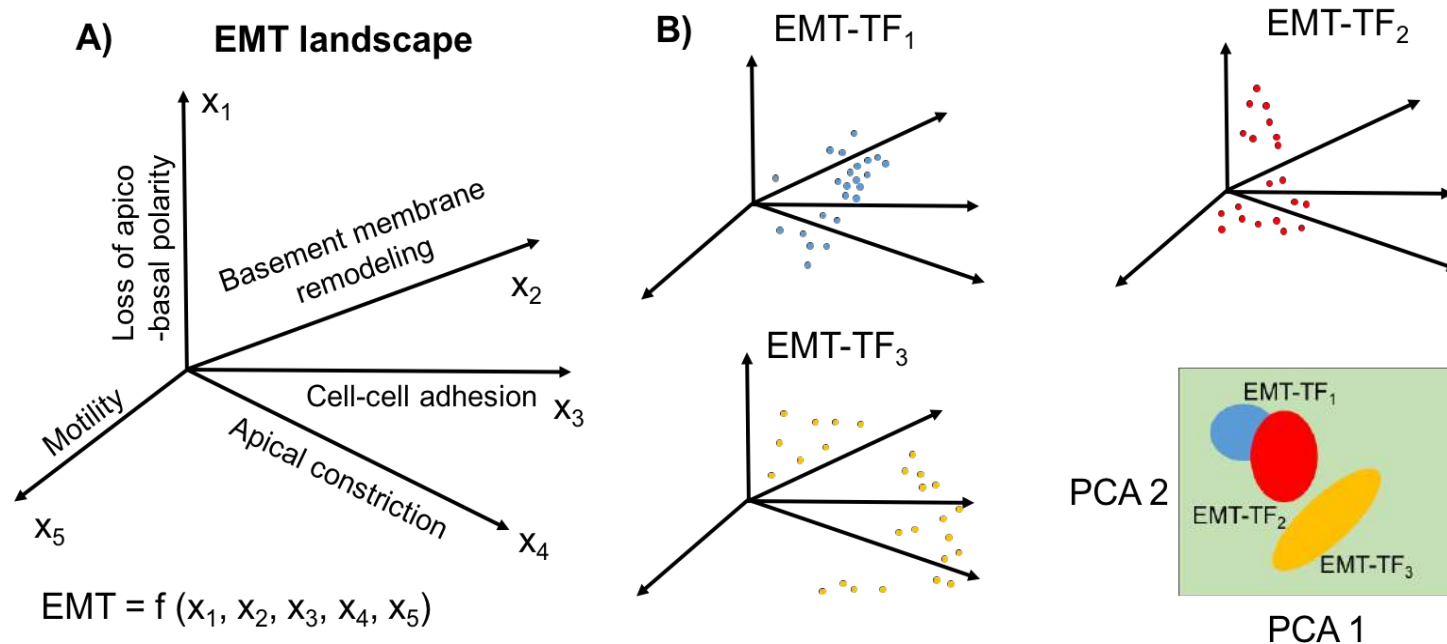 A)
EMT landscape
x₁
Loss of apico
-basal polarity
Basement membrane
remodeling
x₂
Cell-cell adhesion
x₃
Apical constriction
x₄
Motility
x₅
EMT = f (x₁, x₂, x₃, x₄, x₅)
B)
EMT-TF₁
EMT-TF₂
EMT-TF₃
EMT-TF₁
EMT-TF₂
EMT-TF₃
PCA 2
PCA 1